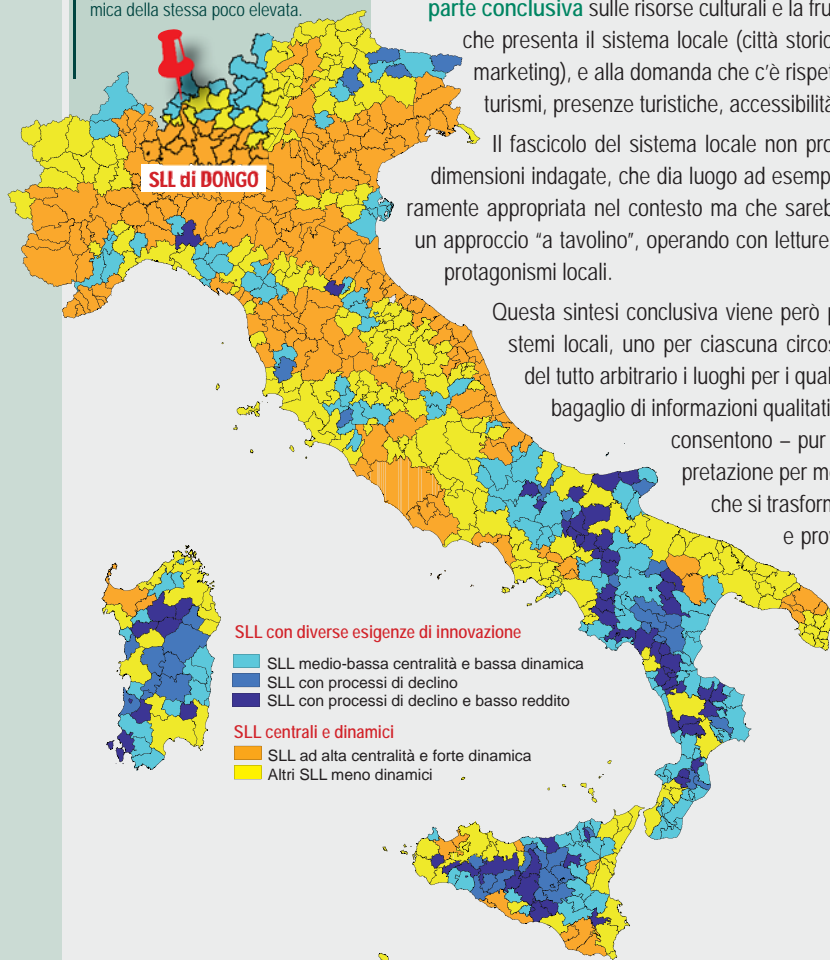 mica della stessa poco elevata.
parte conclusiva sulle risorse culturali e la fru
che presenta il sistema locale (città storic
marketing), e alla domanda che c'è rispet
turismi, presenze turistiche, accessibilità
Il fascicolo del sistema locale non pro
dimensioni indagate, che dia luogo ad esemp
ramente appropriata nel contesto ma che sareb
un approccio "a tavolino", operando con letture
protagonismi locali.
Questa sintesi conclusiva viene però p
stemi locali, uno per ciascuna circos
del tutto arbitrario i luoghi per i qual
bagaglio di informazioni qualitati
consentono – pur
pretazione per mo
che si trasforn
e prov
SLL di DONGO
SLL con diverse esigenze di innovazione
SLL medio-bassa centralità e bassa dinamica
SLL con processi di declino
SLL con processi di declino e basso reddito
SLL centrali e dinamici
SLL ad alta centralità e forte dinamica
Altri SLL meno dinamici